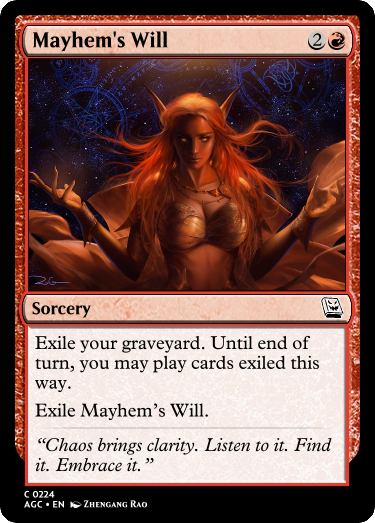 Mayhem's Will 2
Sorcery
Exile your graveyard. Until end of
turn, you may play cards exiled this
way.
Exile Mayhem's Will.
“Chaos brings clarity. Listen to it. Find
it. Embrace it.”
C 0224
AGC • EN Zhengang Rao